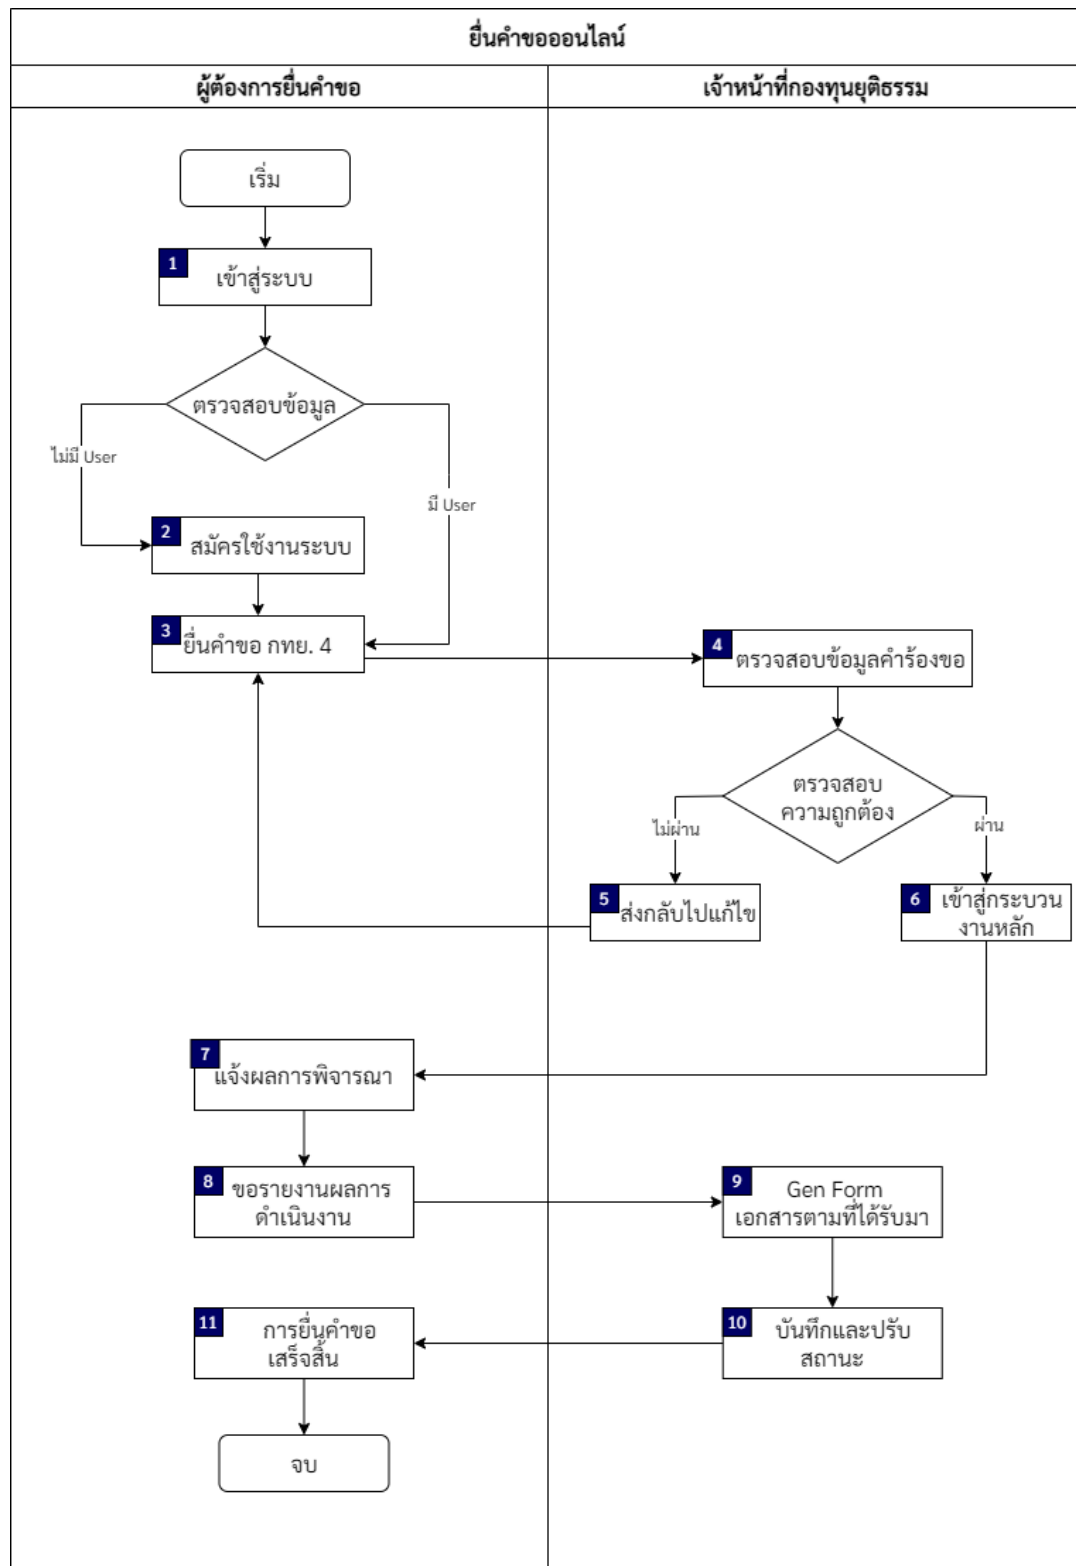 ยื่นคำขอออนไลน์
ผู้ต้องการยื่นคำขอ
เจ้าหน้าที่กองทุนยุติธรรม
เริ่ม
1
เข้าสู่ระบบ
ตรวจสอบข้อมูล
ไม่มี User
มี User
2
สมัครใช้งานระบบ
3
ยื่นคำขอ กทย. 4
4
ตรวจสอบข้อมูลคำร้องขอ
ตรวจสอบ
ความถูกต้อง
ไม่ผ่าน
ผ่าน
5
ส่งกลับไปแก้ไข
6
เข้าสู่กระบวน
งานหลัก
7
แจ้งผลการพิจารณา
8
ขอรายงานผลการ
ดำเนินงาน
9
Gen Form
เอกสารตามที่ได้รับมา
10
บันทึกและปรับ
สถานะ
11
การยื่นคำขอ
เสร็จสิ้น
จบ